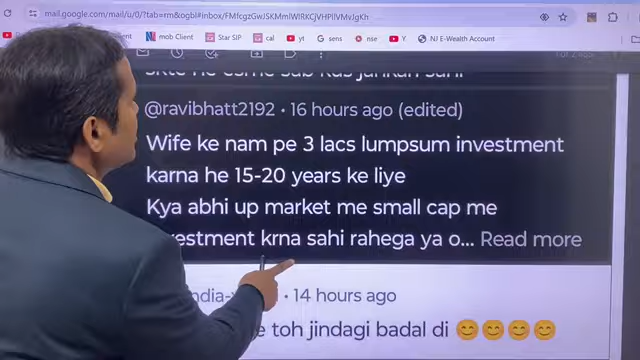 mail.google.com/mail/u/0/?tab=rm&ogbl#inbox/FMfcgzGwJSKMmlWlRKCjVHPllVMvJgKh
mob Client
Star SIP
cal
Y
sens
nse
Y
NJ E-Wealth Account
@ravibhatt2192 • 16 hours ago (edited)
Wife ke nam pe 3 lacs lumpsum investment
karna he 15-20 years ke liye
Kya abhi up market me small cap me
krna sahi rahega ya o... Read more
• 14 hours ago
toh jindagi badal di 😊😊😊😊